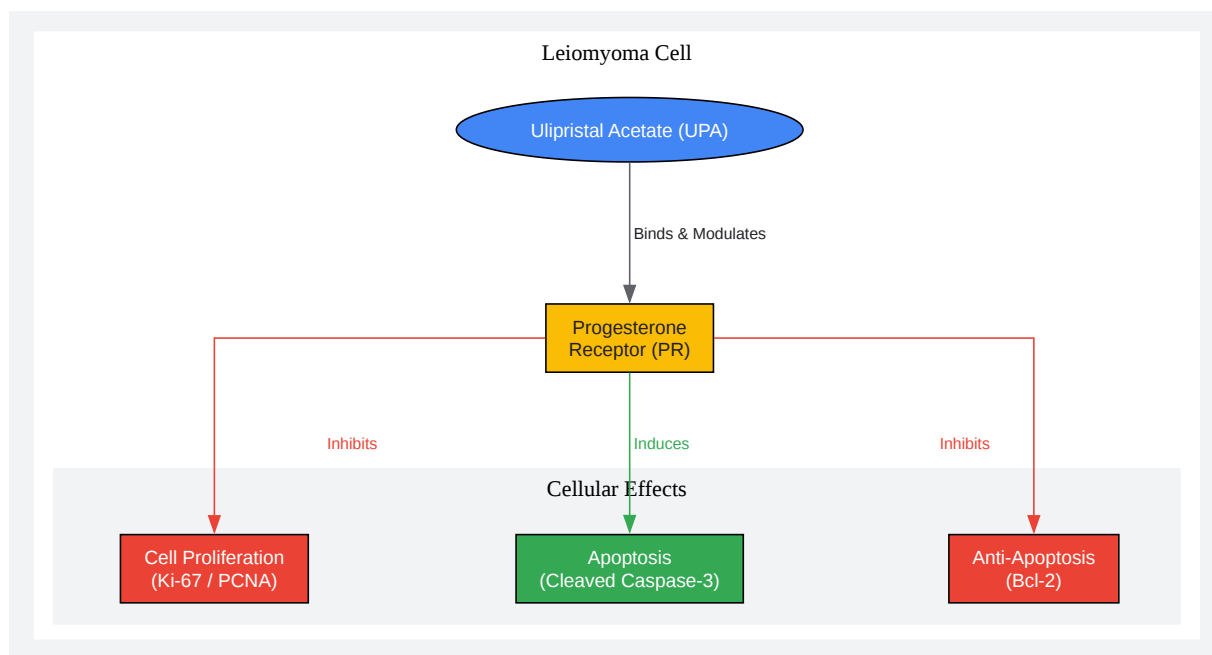 Leiomyoma Cell
Ulipristal Acetate (UPA)
Binds & Modulates
Progesterone
Receptor (PR)
Inhibits
Induces
Inhibits
Cellular Effects
Cell Proliferation
(Ki-67 / PCNA)
Apoptosis
(Cleaved Caspase-3)
Anti-Apoptosis
(Bcl-2)